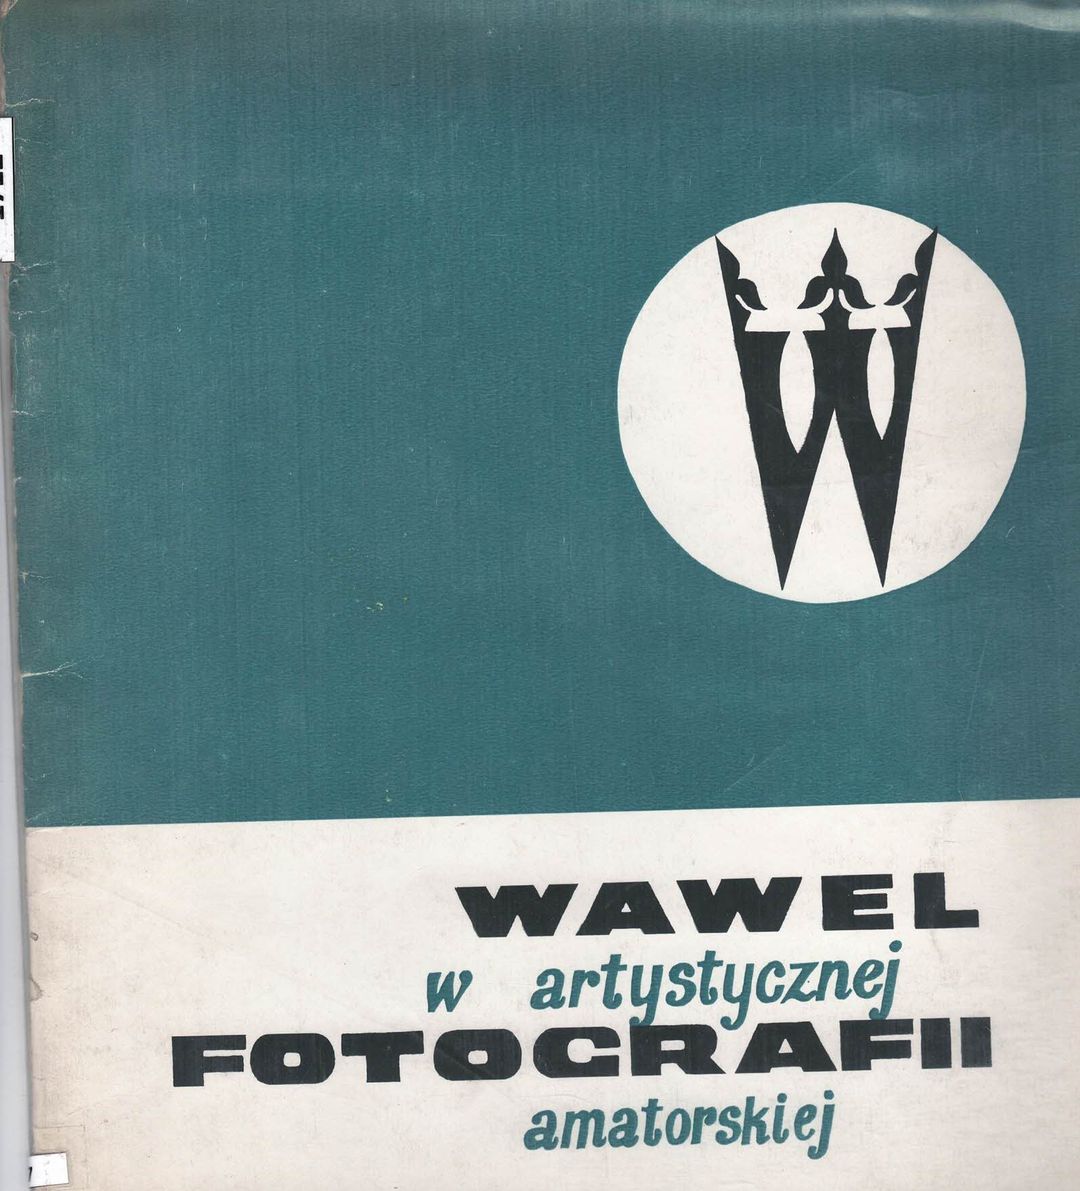 W
WAWEL
w artystycznej
FOTOGRAFII
amatorskiej